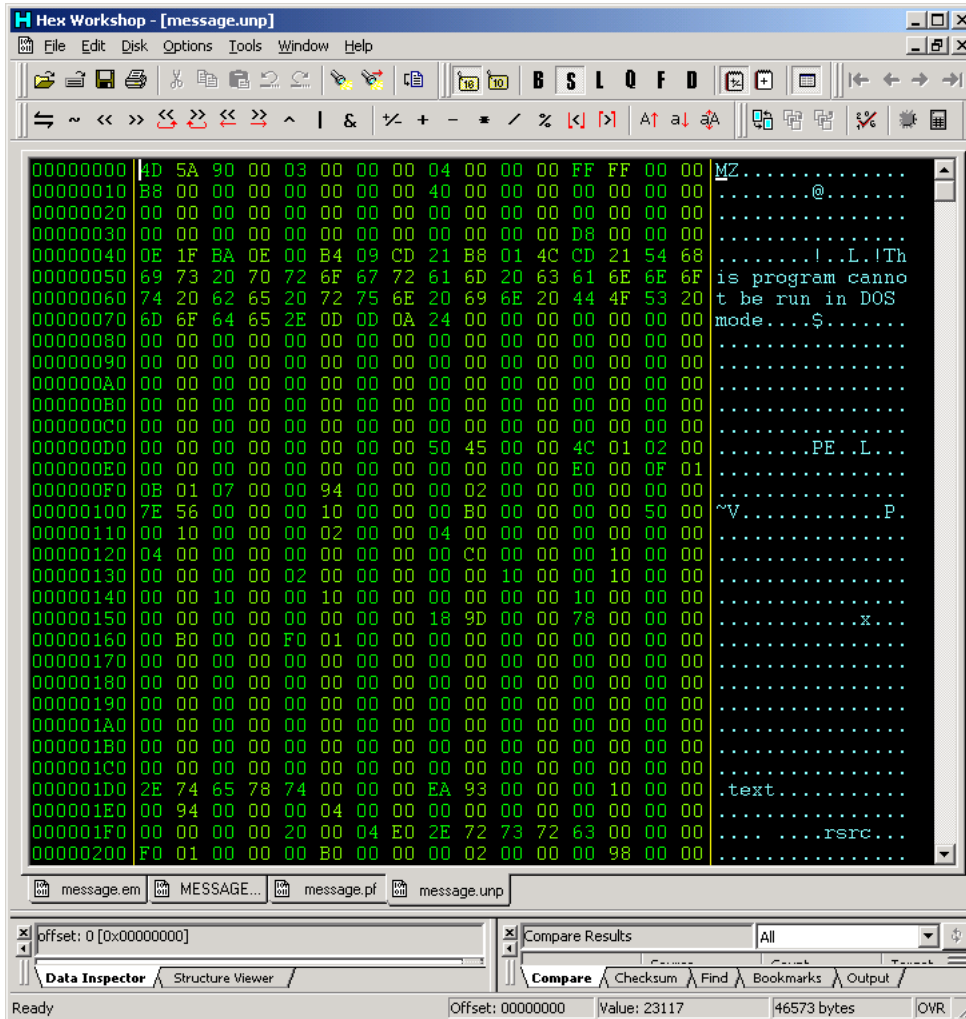 Hex Workshop - [message.unp]
File Edit Disk Options Tools Window Help
16 10 B S L Q F D
~ << >> ^ | & +/- + - * / % A
00000000 4D 5A 90 00 03 00 00 00 04 00 00 00 FF FF 00 00 MZ..............
00000010 B8 00 00 00 00 00 00 00 40 00 00 00 00 00 00 00 ........@.......
00000020 00 00 00 00 00 00 00 00 00 00 00 00 00 00 00 00 ................
00000030 00 00 00 00 00 00 00 00 00 00 00 00 D8 00 00 00 ................
00000040 0E 1F BA 0E 00 B4 09 CD 21 B8 01 4C CD 21 54 68 ........!..L.!Th
00000050 69 73 20 70 72 6F 67 72 61 6D 20 63 61 6E 6E 6F is program canno
00000060 74 20 62 65 20 72 75 6E 20 69 6E 20 44 4F 53 20 t be run in DOS
00000070 6D 6F 64 65 2E 0D 0D 0A 24 00 00 00 00 00 00 00 mode....$.......
00000080 00 00 00 00 00 00 00 00 00 00 00 00 00 00 00 00 ................
00000090 00 00 00 00 00 00 00 00 00 00 00 00 00 00 00 00 ................
000000A0 00 00 00 00 00 00 00 00 00 00 00 00 00 00 00 00 ................
000000B0 00 00 00 00 00 00 00 00 00 00 00 00 00 00 00 00 ................
000000C0 00 00 00 00 00 00 00 00 00 00 00 00 00 00 00 00 ................
000000D0 00 00 00 00 00 00 00 00 50 45 00 00 4C 01 02 00 ........PE..L...
000000E0 00 00 00 00 00 00 00 00 00 00 00 00 E0 00 0F 01 ................
000000F0 0B 01 07 00 00 94 00 00 00 02 00 00 00 00 00 00 ................
00000100 7E 56 00 00 00 10 00 00 00 B0 00 00 00 00 50 00 ~V............P.
00000110 00 10 00 00 00 02 00 00 04 00 00 00 00 00 00 00 ................
00000120 04 00 00 00 00 00 00 00 00 C0 00 00 00 10 00 00 ................
00000130 00 00 00 00 02 00 00 00 00 00 10 00 00 10 00 00 ................
00000140 00 00 10 00 00 10 00 00 00 00 00 00 10 00 00 00 ................
00000150 00 00 00 00 00 00 00 00 18 9D 00 00 78 00 00 00 ............x...
00000160 00 B0 00 00 F0 01 00 00 00 00 00 00 00 00 00 00 ................
00000170 00 00 00 00 00 00 00 00 00 00 00 00 00 00 00 00 ................
00000180 00 00 00 00 00 00 00 00 00 00 00 00 00 00 00 00 ................
00000190 00 00 00 00 00 00 00 00 00 00 00 00 00 00 00 00 ................
000001A0 00 00 00 00 00 00 00 00 00 00 00 00 00 00 00 00 ................
000001B0 00 00 00 00 00 00 00 00 00 00 00 00 00 00 00 00 ................
000001C0 00 00 00 00 00 00 00 00 00 00 00 00 00 00 00 00 ................
000001D0 2E 74 65 78 74 00 00 00 EA 93 00 00 00 10 00 00 .text...........
000001E0 00 94 00 00 00 04 00 00 00 00 00 00 00 00 00 00 ................
000001F0 00 00 00 00 20 00 04 E0 2E 72 73 72 63 00 00 00 .... ....rsrc...
00000200 F0 01 00 00 00 B0 00 00 00 02 00 00 00 98 00 00 ................
message.em MESSAGE... message.pf message.unp
offset: 0 [0x00000000] Compare Results All
Data Inspector Structure Viewer Compare Checksum Find Bookmarks Output
Ready Offset: 00000000 Value: 23117 46573 bytes OVR